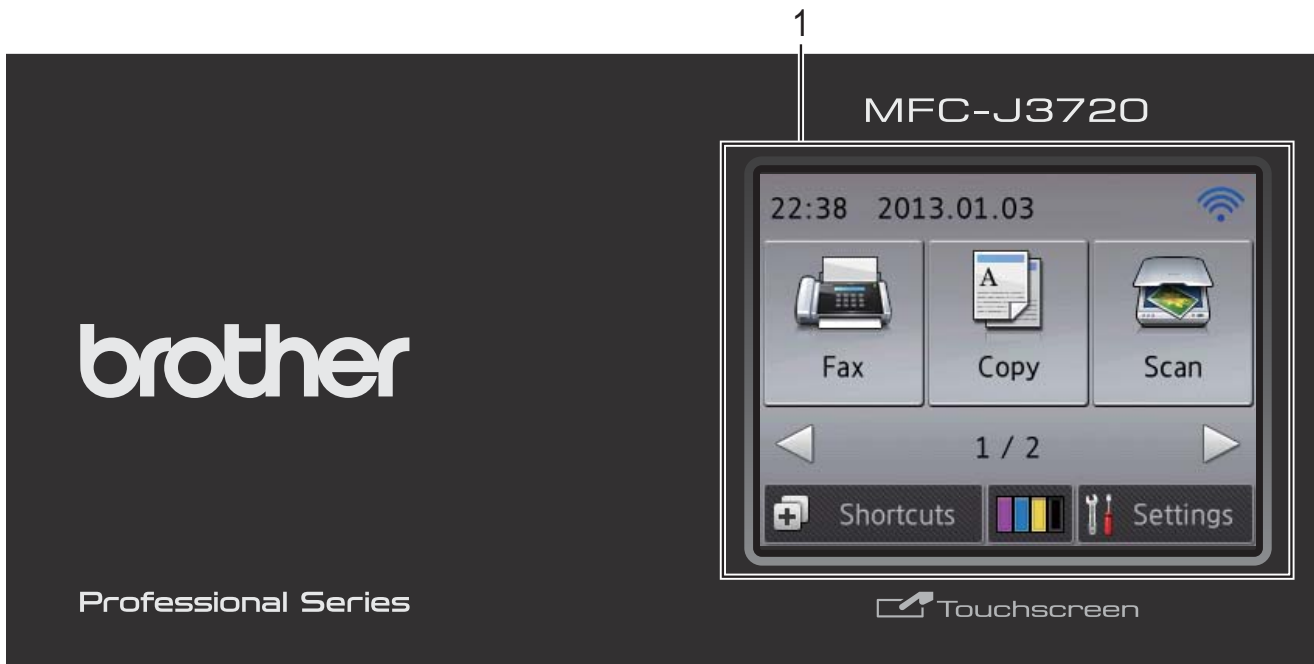 1
MFC-J3720
22:38 2013.01.03
A
Fax Copy Scan
brother
1 / 2
Shortcuts Settings
Professional Series
Touchscreen